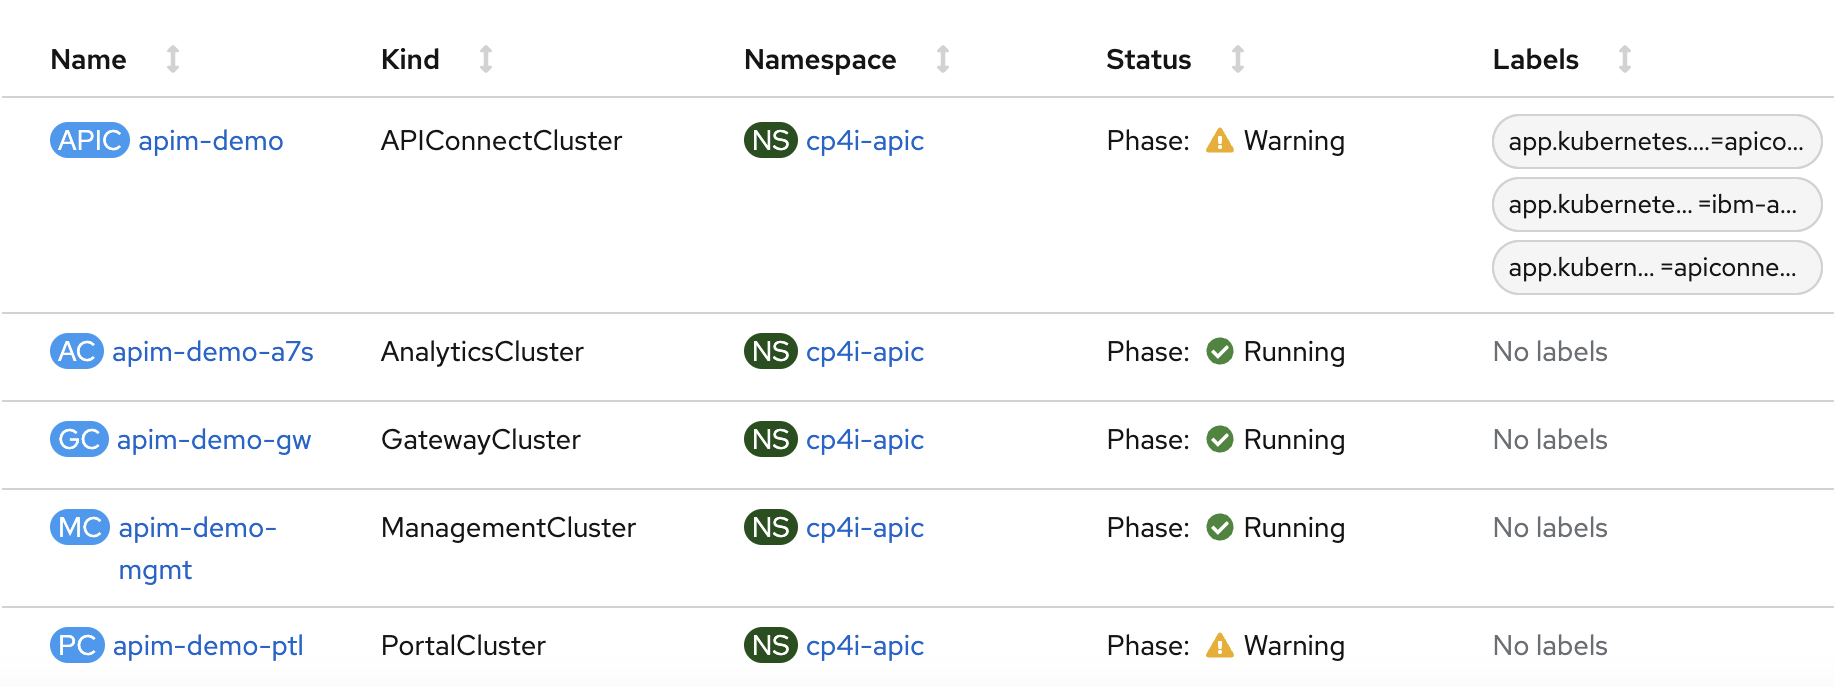 Name Kind Namespace Status Labels
APIC apim-demo APIConnectCluster NS cp4i-apic Phase: Warning app.kubernetes....=apico...
app.kubernete... =ibm-a...
app.kubern... =apiconne...
AC apim-demo-a7s AnalyticsCluster NS cp4i-apic Phase: Running No labels
GC apim-demo-gw GatewayCluster NS cp4i-apic Phase: Running No labels
MC apim-demo- ManagementCluster NS cp4i-apic Phase: Running No labels
mgmt
PC apim-demo-ptl PortalCluster NS cp4i-apic Phase: Warning No labels